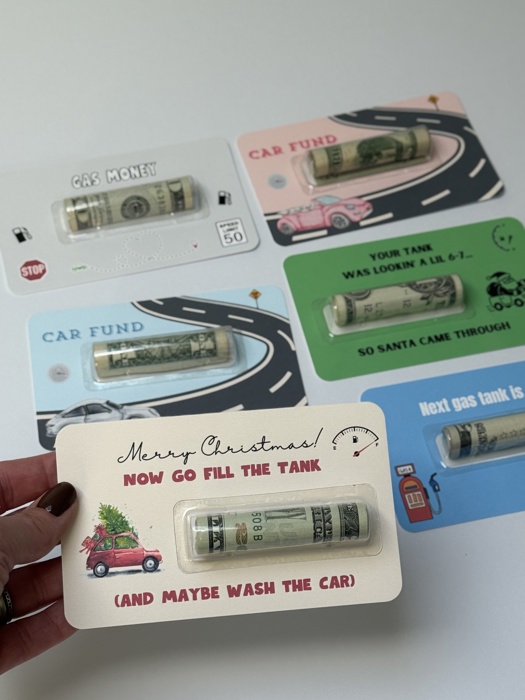 GAS MONEY
SPEED
LIMIT
50
STOP
CAR FUND
YOUR TANK
WAS LOOKIN' A LIL 6-7...
SO SANTA CAME THROUGH
CAR FUND
Next gas tank is
Merry Christmas!
NOW GO FILL THE TANK
(AND MAYBE WASH THE CAR)